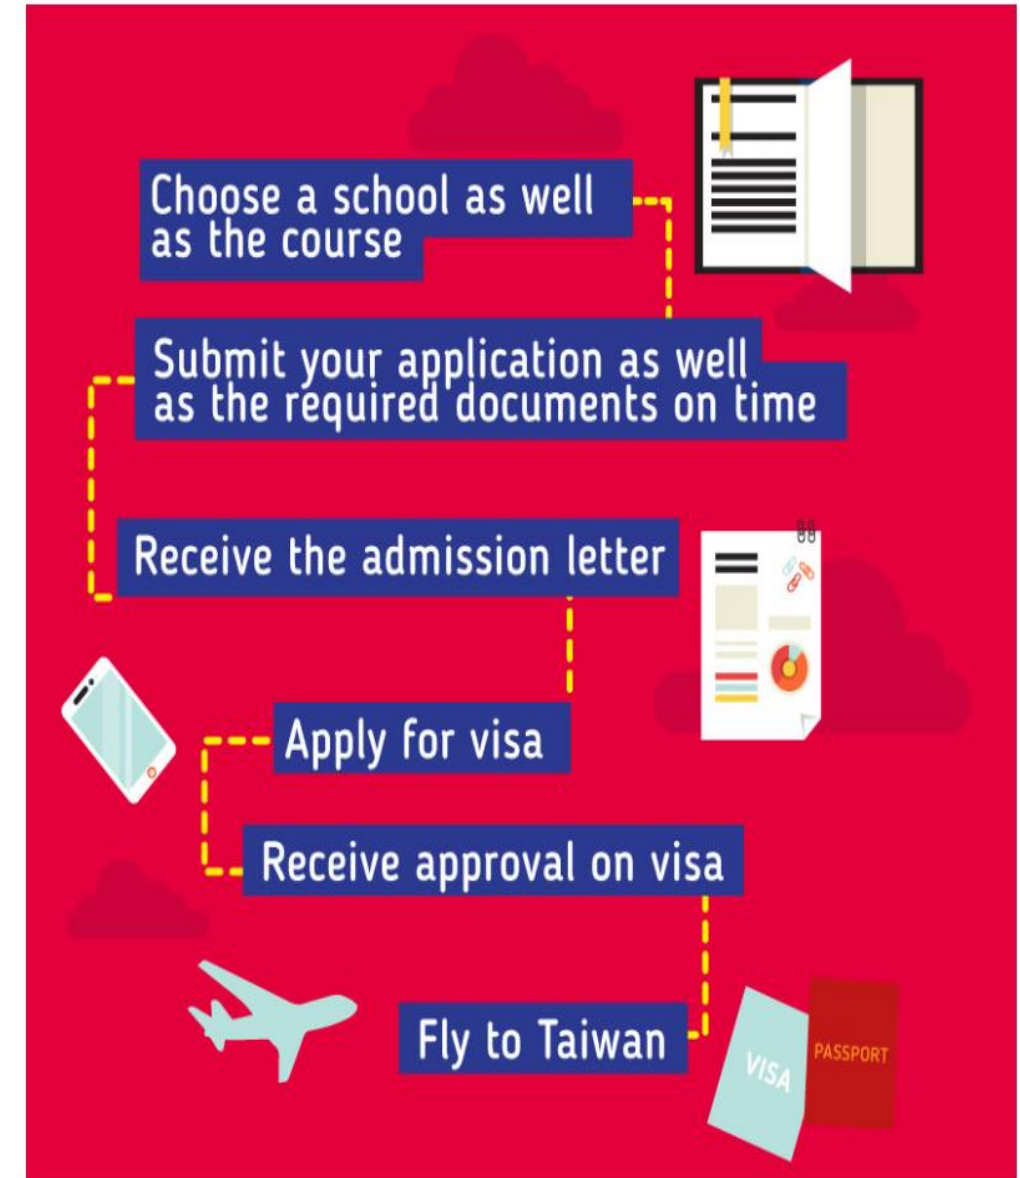 Choose a school as well
as the course
Submit your application as well
as the required documents on time
Receive the admission letter
Apply for visa
Receive approval on visa
Fly to Taiwan
VISA
PASSPORT